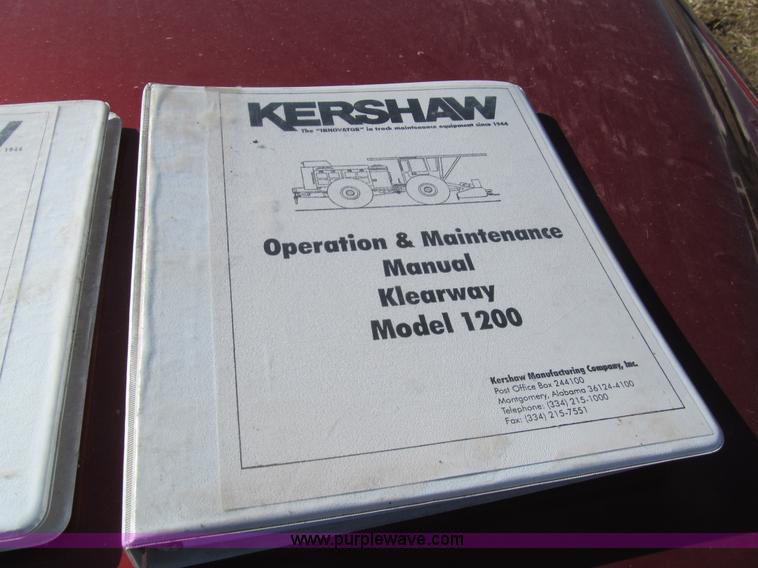 1944
KERSHAW
The "INNOVATOR" in track maintenance equipment since 1944
Operation & Maintenance
Manual
Klearway
Model 1200
Kershaw Manufacturing Company, Inc.
Post Office Box 244100
Montgomery, Alabama 36124-4100
Telephone: (334) 215-1000
Fax: (334) 215-7551
www.purplewave.com